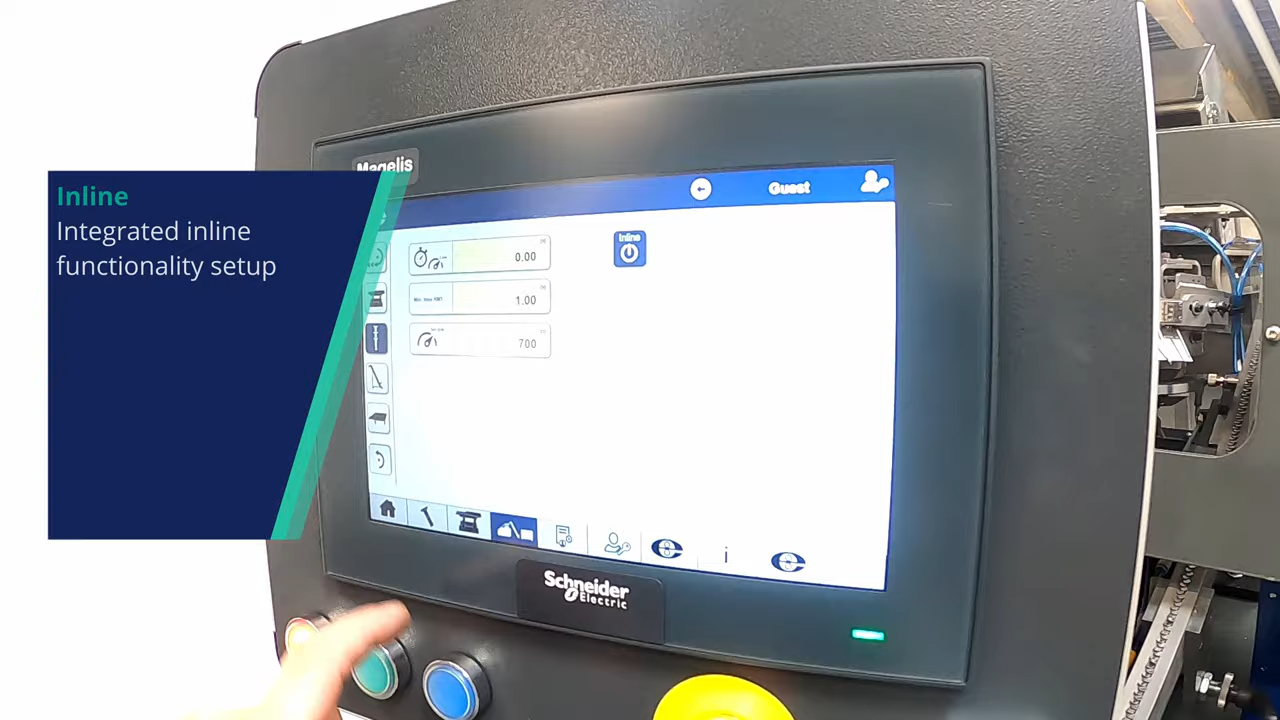 Magelis
Inline
Integrated inline
functionality setup
Guest
Inline
0.00
1.00
700
i
Schneider
Electric